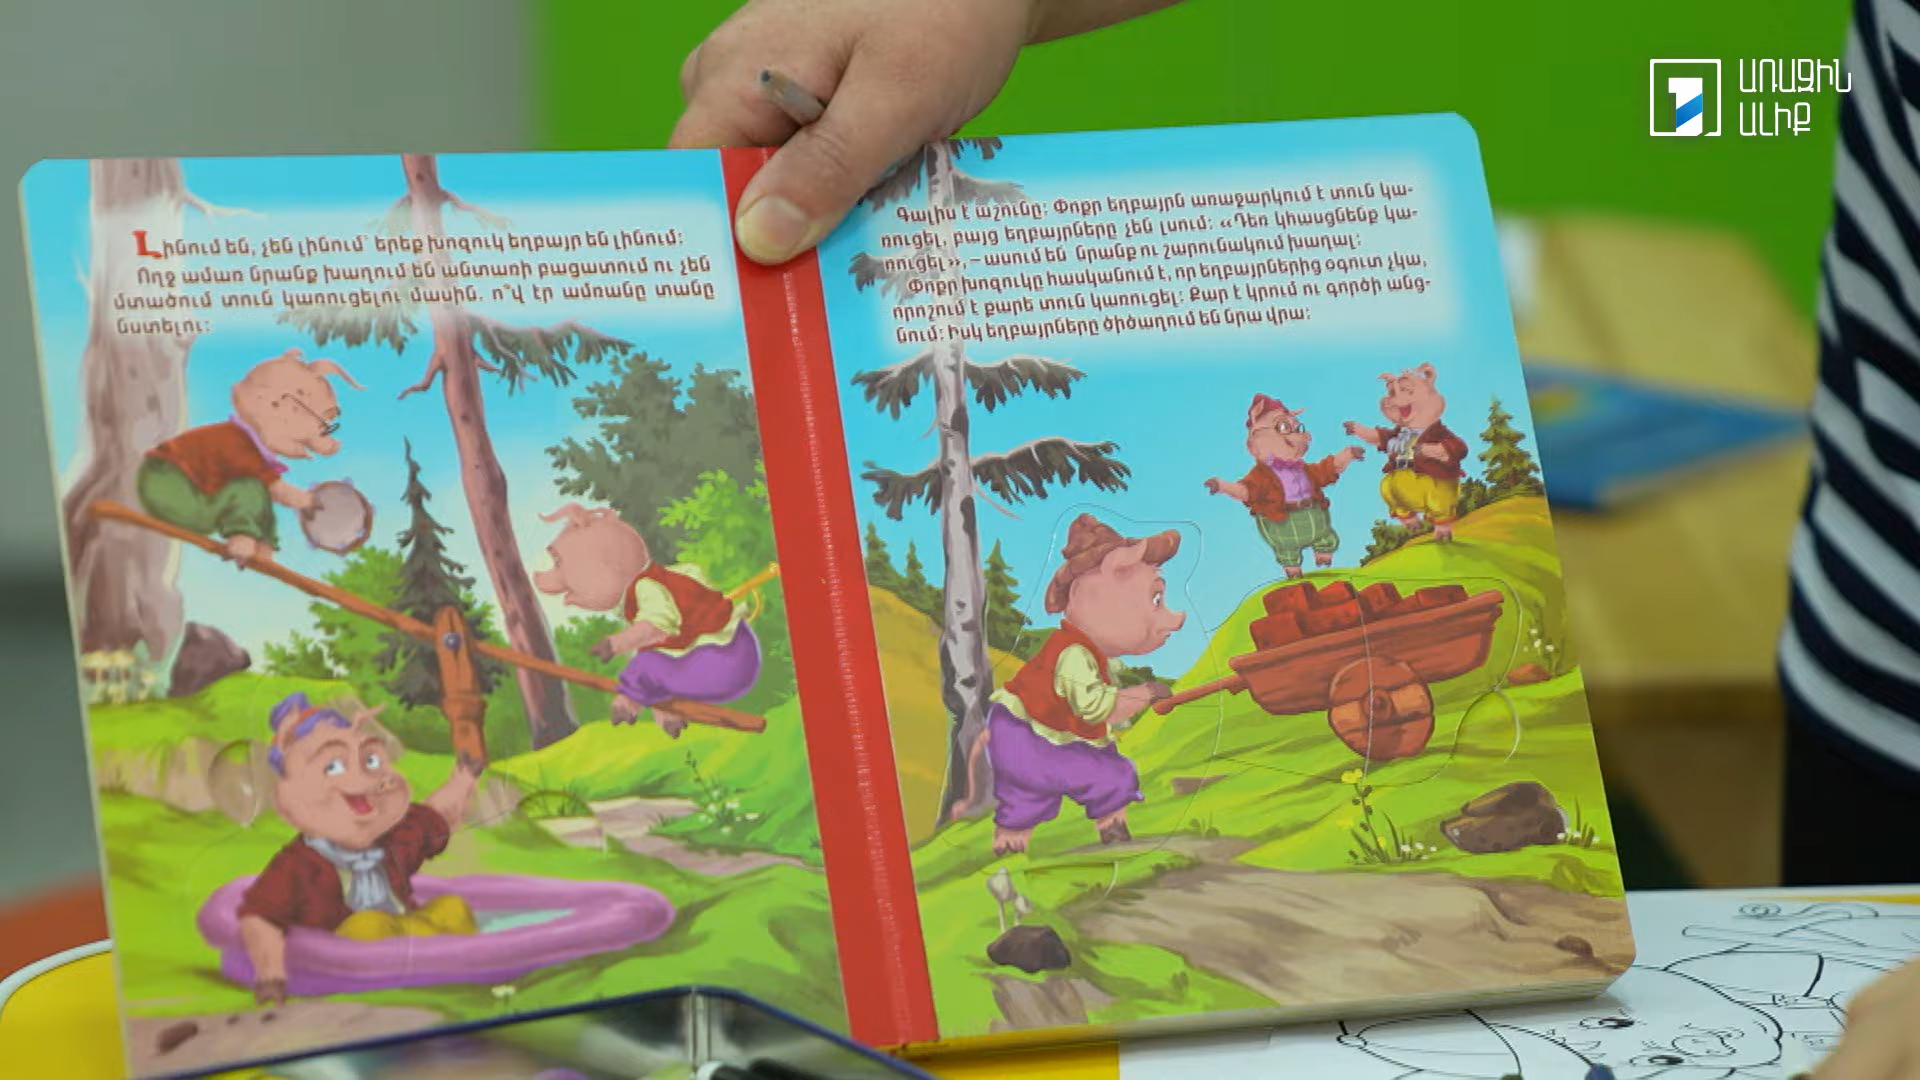 Լինում են, չեն լինում՝ երեք խոզուկ եղբայր են լինում:
Ողջ ամառ նրանք խաղում են անտառի բացատում ու չեն
մտածում տուն կառուցելու մասին. ո՞վ էր ամռանը տանը
նստելու:
Գալիս է աշունը: Փոքր եղբայրն առաջարկում է տուն կա-
ռուցել, բայց եղբայրները չեն լսում: «Դեռ կհասցնենք կա-
ռուցել», – ասում են նրանք ու շարունակում խաղալ:
Փոքր խոզուկը հասկանում է, որ եղբայրներից օգուտ չկա,
որոշում է քարե տուն կառուցել: Քար է կրում ու գործի անց-
նում: Իսկ եղբայրները ծիծաղում են նրա վրա:
1 ԱՌԱՋԻՆ
ԱԼԻՔ